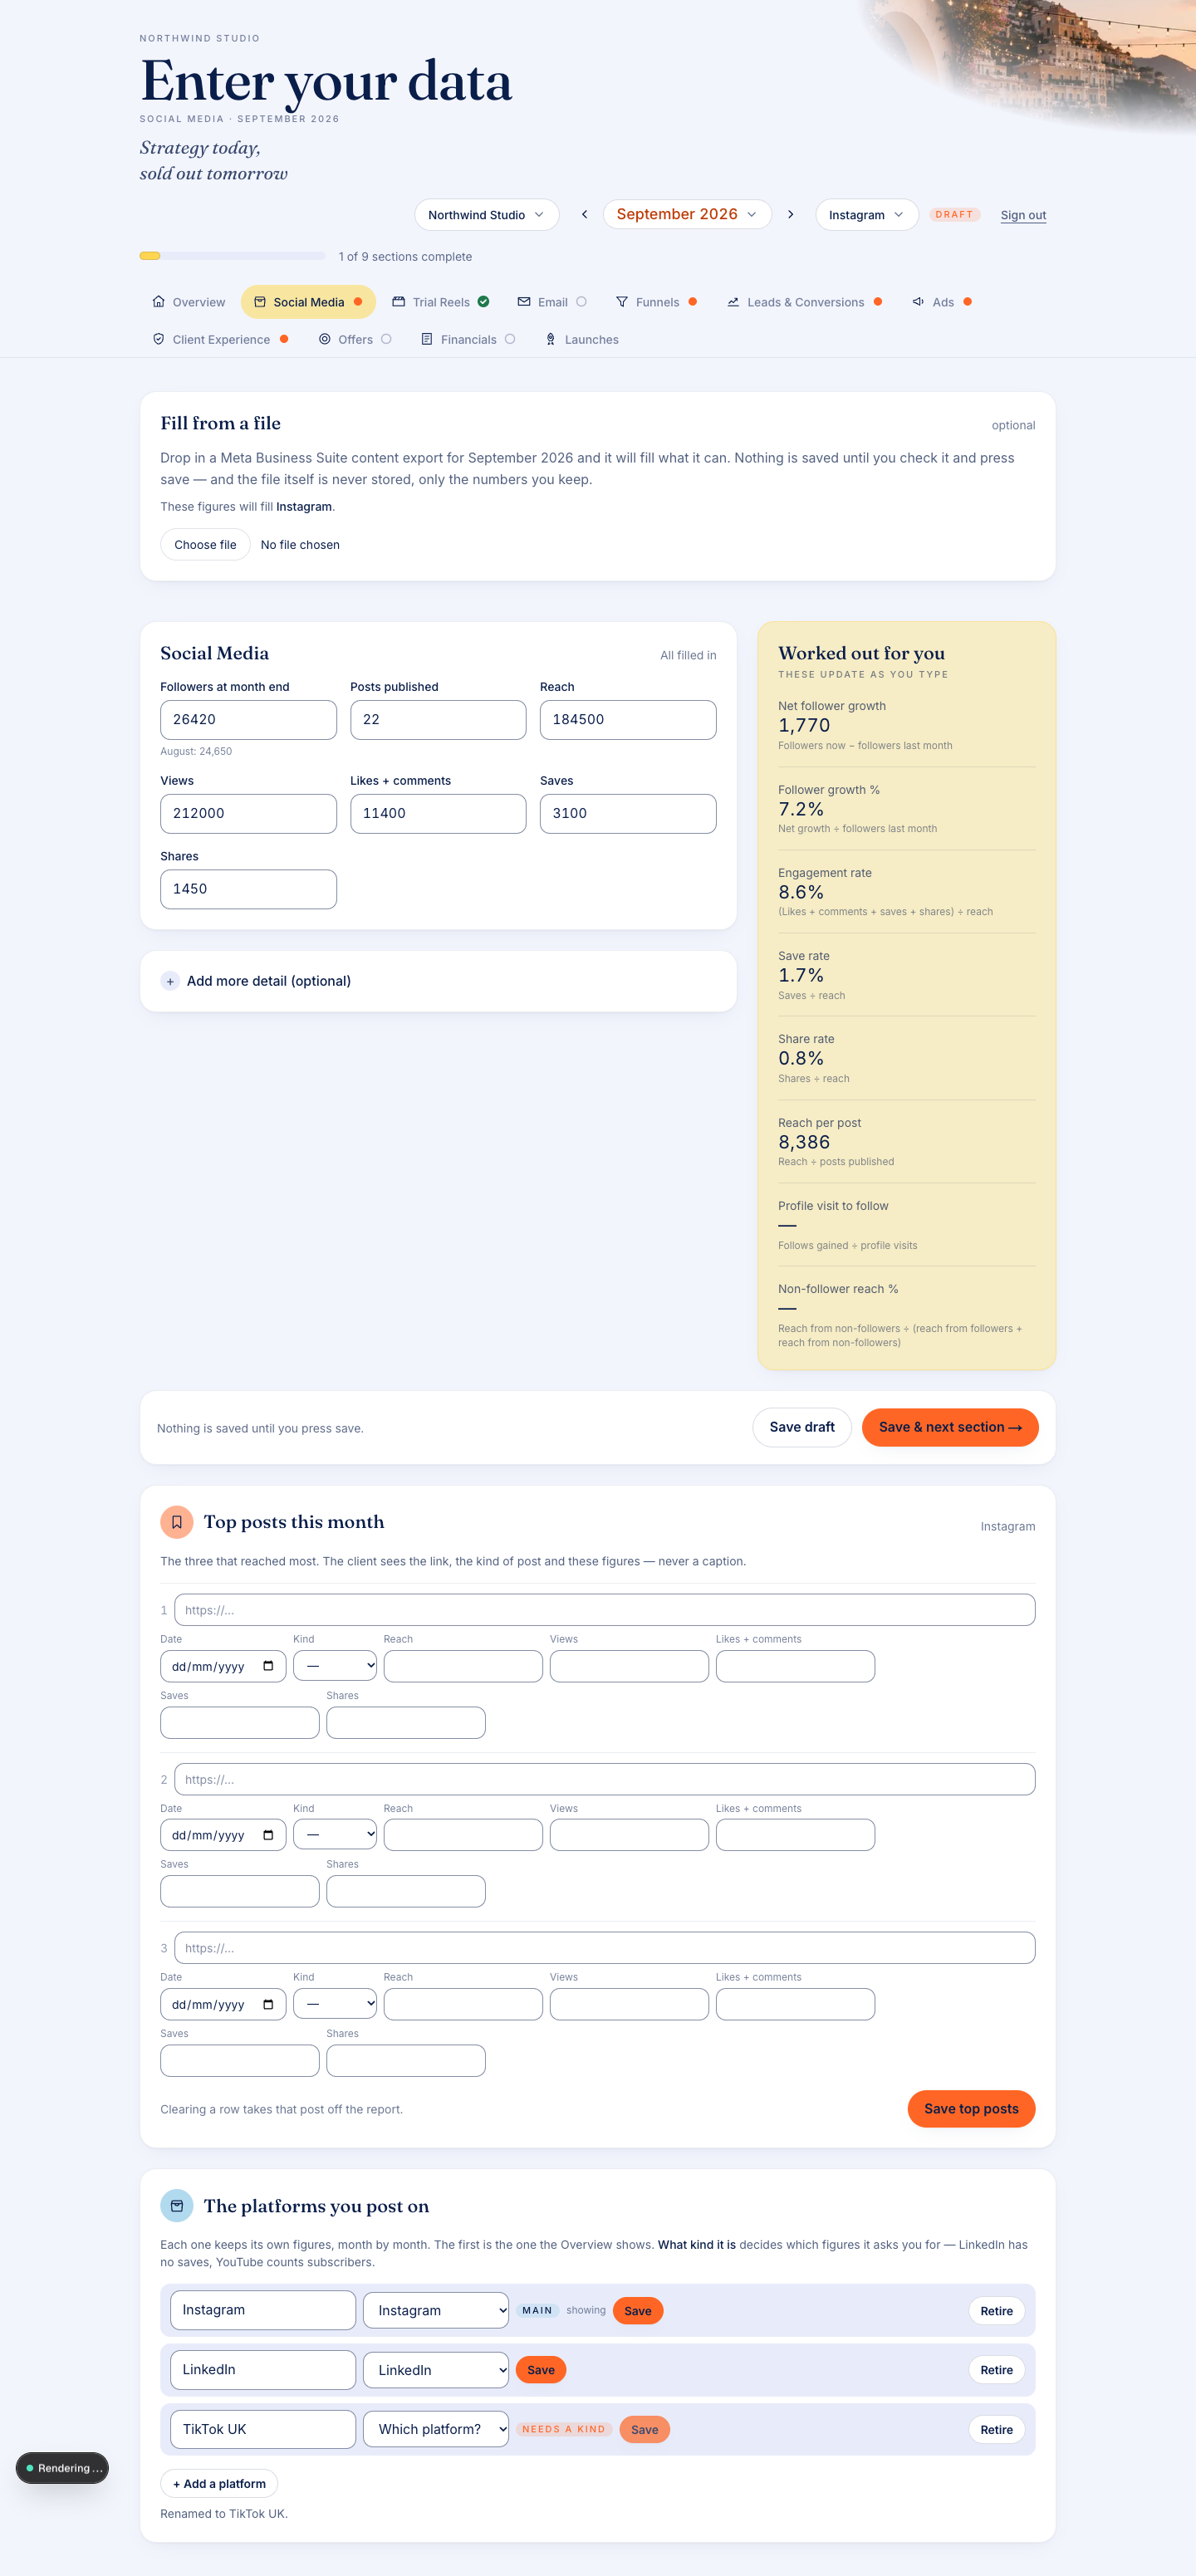 NORTHWIND STUDIO
Enter your data
SOCIAL MEDIA · SEPTEMBER 2026
Strategy today,
sold out tomorrow
Northwind Studio
September 2026
Instagram
DRAFT
Sign out
1 of 9 sections complete
Overview
Social Media
Trial Reels
Email
Funnels
Leads & Conversions
Ads
Client Experience
Offers
Financials
Launches
Fill from a file
optional
Drop in a Meta Business Suite content export for September 2026 and it will fill what it can. Nothing is saved until you check it and press
save — and the file itself is never stored, only the numbers you keep.
These figures will fill Instagram.
Choose file
No file chosen
Social Media
All filled in
Followers at month end
Posts published
Reach
26420
22
184500
August: 24,650
Views
Likes + comments
Saves
212000
11400
3100
Shares
1450
+ Add more detail (optional)
Worked out for you
THESE UPDATE AS YOU TYPE
Net follower growth
1,770
Followers now − followers last month
Follower growth %
7.2%
Net growth ÷ followers last month
Engagement rate
8.6%
(Likes + comments + saves + shares) ÷ reach
Save rate
1.7%
Saves ÷ reach
Share rate
0.8%
Shares ÷ reach
Reach per post
8,386
Reach ÷ posts published
Profile visit to follow
—
Follows gained ÷ profile visits
Non-follower reach %
—
Reach from non-followers ÷ (reach from followers +
reach from non-followers)
Nothing is saved until you press save.
Save draft
Save & next section →
Top posts this month
Instagram
The three that reached most. The client sees the link, the kind of post and these figures — never a caption.
1 https://...
Date
Kind
Reach
Views
Likes + comments
dd/mm/yyyy
—
Saves
Shares
2 https://...
Date
Kind
Reach
Views
Likes + comments
dd/mm/yyyy
—
Saves
Shares
3 https://...
Date
Kind
Reach
Views
Likes + comments
dd/mm/yyyy
—
Saves
Shares
Clearing a row takes that post off the report.
Save top posts
The platforms you post on
Each one keeps its own figures, month by month. The first is the one the Overview shows. What kind it is decides which figures it asks you for — LinkedIn has
no saves, YouTube counts subscribers.
Instagram
Instagram
MAIN
showing
Save
Retire
LinkedIn
LinkedIn
Save
Retire
TikTok UK
Which platform?
NEEDS A KIND
Save
Retire
Rendering ...
+ Add a platform
Renamed to TikTok UK.